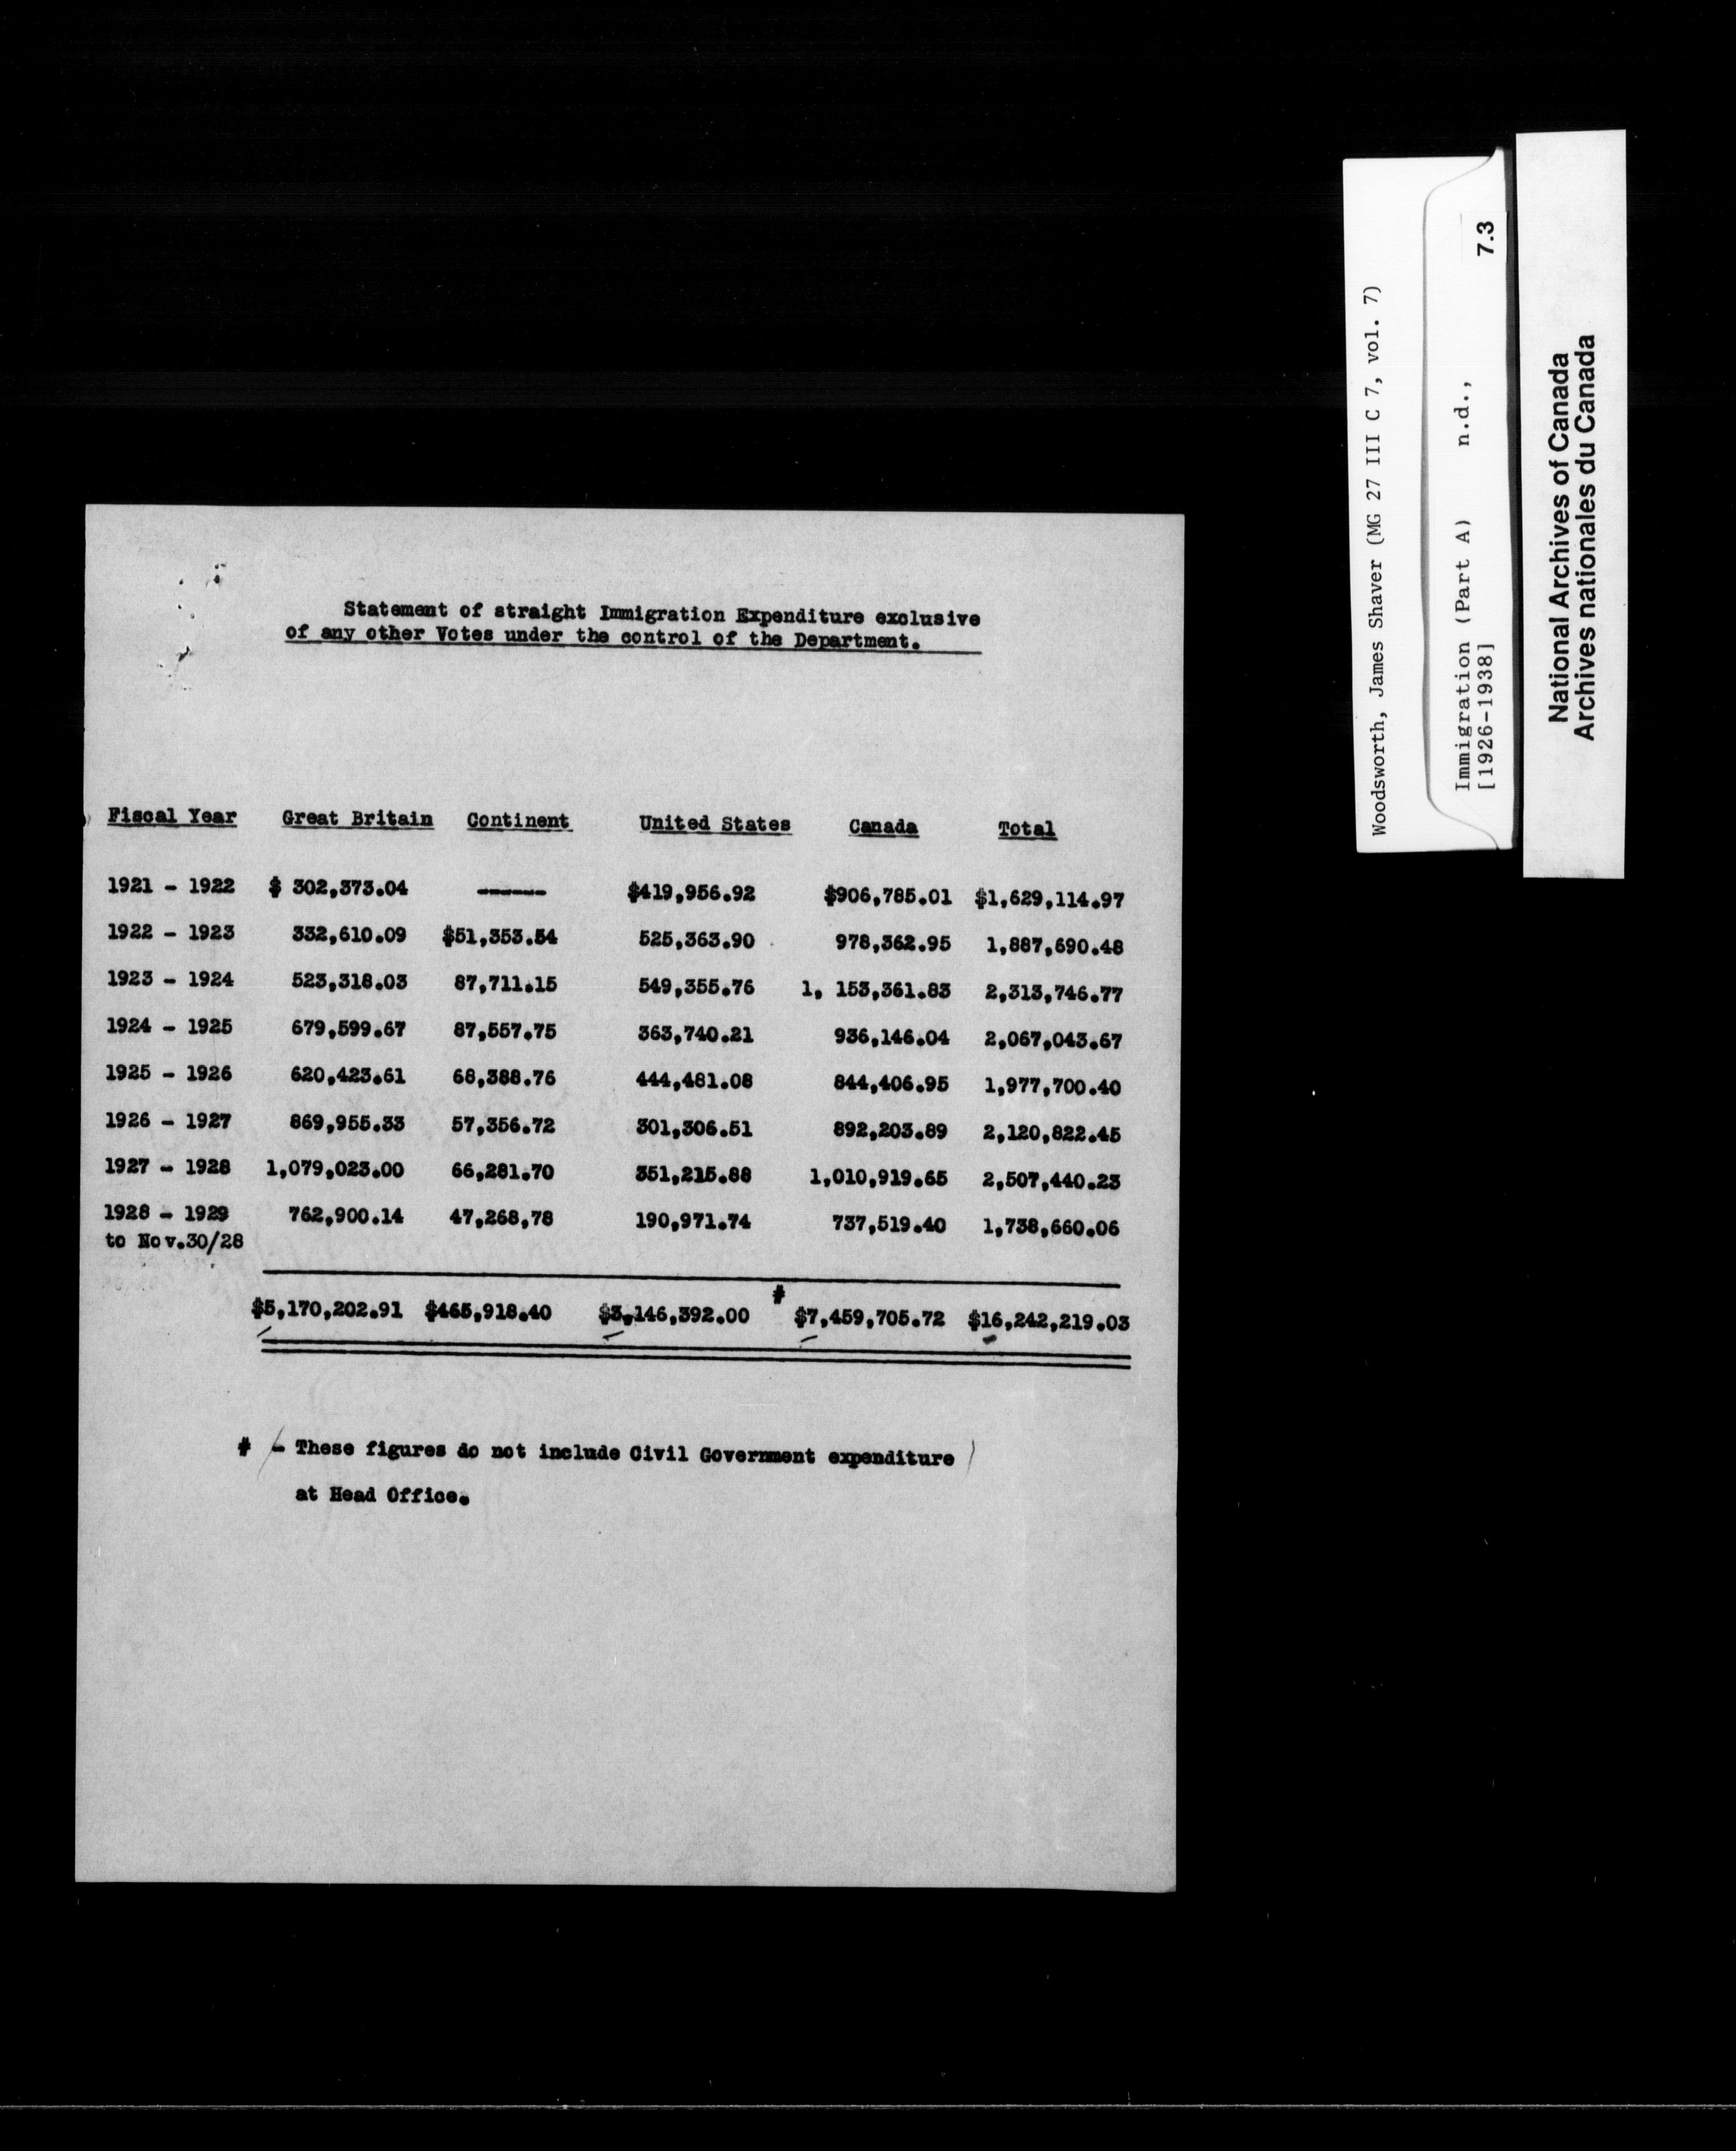 Statement of straight Immigration Expenditure exclusive
of any other Votes under the control of the Department.
Fiscal Year Great Britain Continent United States Canada Total
1921 - 1922 $ 302,373.04 ------ $419,956.92 $906,785.01 $1,629,114.97
1922 - 1923 332,610.09 $51,353.54 525,363.90 978,362.95 1,887,690.48
1923 - 1924 523,318.03 87,711.15 549,355.76 1, 153,361.83 2,313,746.77
1924 - 1925 679,599.67 87,557.75 363,740.21 936,146.04 2,067,043.67
1925 - 1926 620,423.61 68,388.76 444,481.08 844,406.95 1,977,700.40
1926 - 1927 869,955.33 57,356.72 301,306.51 892,203.89 2,120,822.45
1927 - 1928 1,079,023.00 66,281.70 351,215.88 1,010,919.65 2,507,440.23
1928 - 1929 762,900.14 47,268,78 190,971.74 737,519.40 1,738,660.06
to Nov.30/28
#
$5,170,202.91 $465,918.40 $3,146,392.00 $7,459,705.72 $16,242,219.03
# - These figures do not include Civil Government expenditure
at Head Office.
Woodsworth, James Shaver (MG 27 III C 7, vol. 7)
Immigration (Part A) n.d.,
[1926-1938]
7.3
National Archives of Canada
Archives nationales du Canada